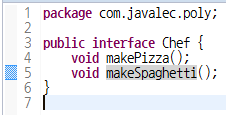 1 package com.javalec.poly;
2
3 public interface Chef {
4     void makePizza();
5     void makeSpaghetti();
6 }
7